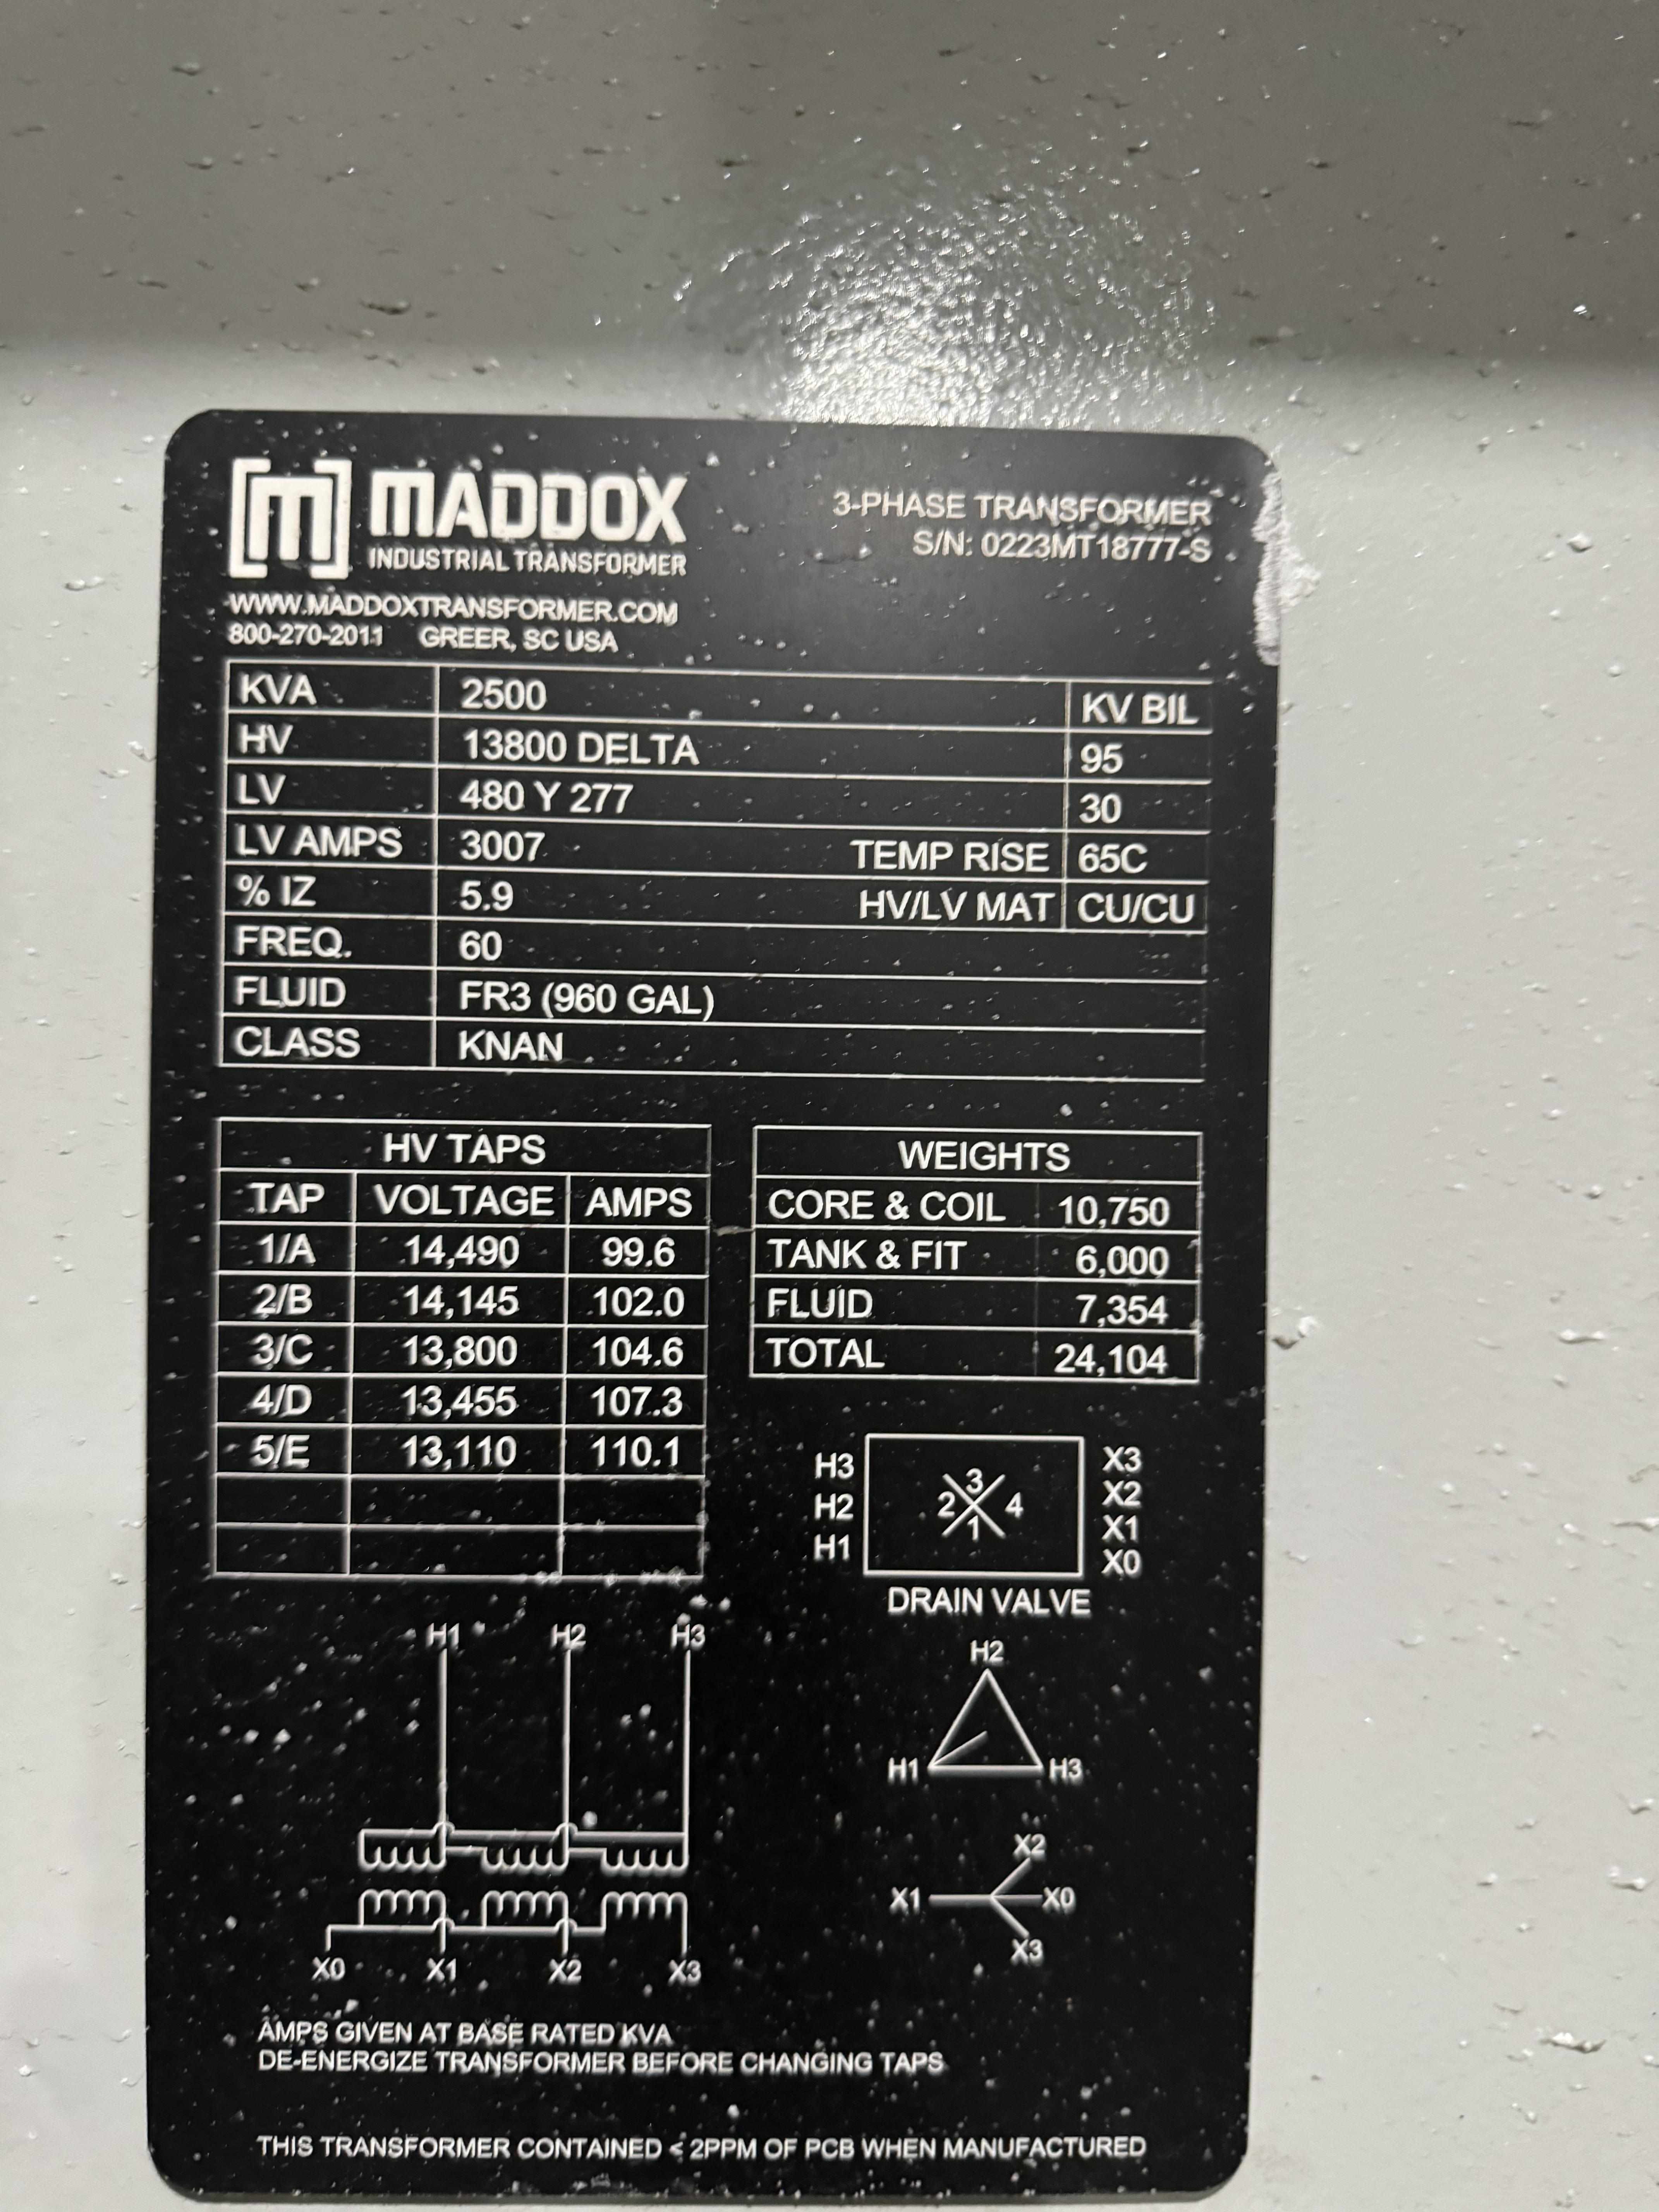 [m] MADDOX
INDUSTRIAL TRANSFORMER
WWW.MADDOXTRANSFORMER.COM
800-270-2011 GREER, SC USA
3-PHASE TRANSFORMER
S/N: 0223MT18777-S
KVA 2500 KV BIL
HV 13800 DELTA 95
LV 480 Y 277 30
LV AMPS 3007 TEMP RISE 65C
% IZ 5.9 HV/LV MAT CU/CU
FREQ. 60
FLUID FR3 (960 GAL)
CLASS KNAN
HV TAPS
TAP VOLTAGE AMPS
1/A 14,490 99.6
2/B 14,145 102.0
3/C 13,800 104.6
4/D 13,455 107.3
5/E 13,110 110.1
WEIGHTS
CORE & COIL 10,750
TANK & FIT 6,000
FLUID 7,354
TOTAL 24,104
H3 3 X3
H2 2 4 X2
H1 1 X1
X0
DRAIN VALVE
H1 H2 H3
X0 X1 X2 X3
H2
H1 H3
X2
X1 X0
X3
AMPS GIVEN AT BASE RATED KVA
DE-ENERGIZE TRANSFORMER BEFORE CHANGING TAPS
THIS TRANSFORMER CONTAINED < 2PPM OF PCB WHEN MANUFACTURED